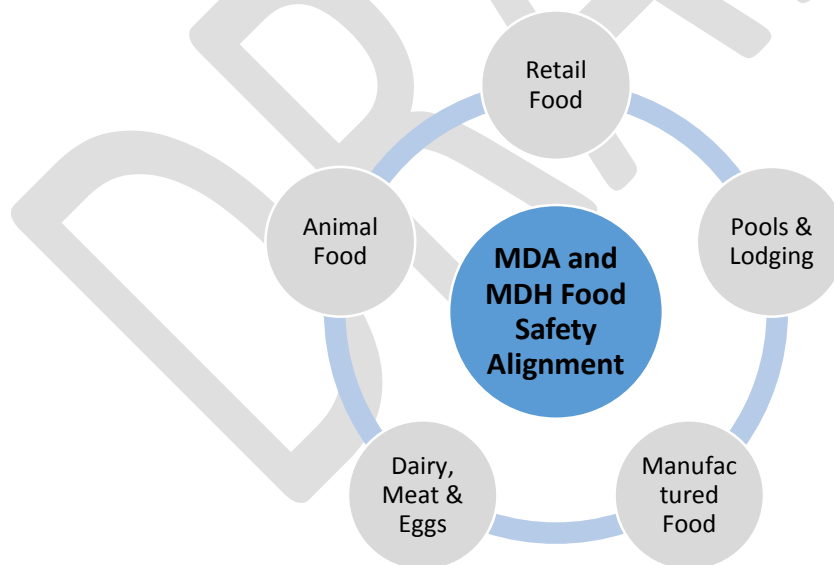 Retail
Food
Pools &
Lodging
Manufac
tured
Food
Dairy,
Meat &
Eggs
Animal
Food
MDA and
MDH Food
Safety
Alignment